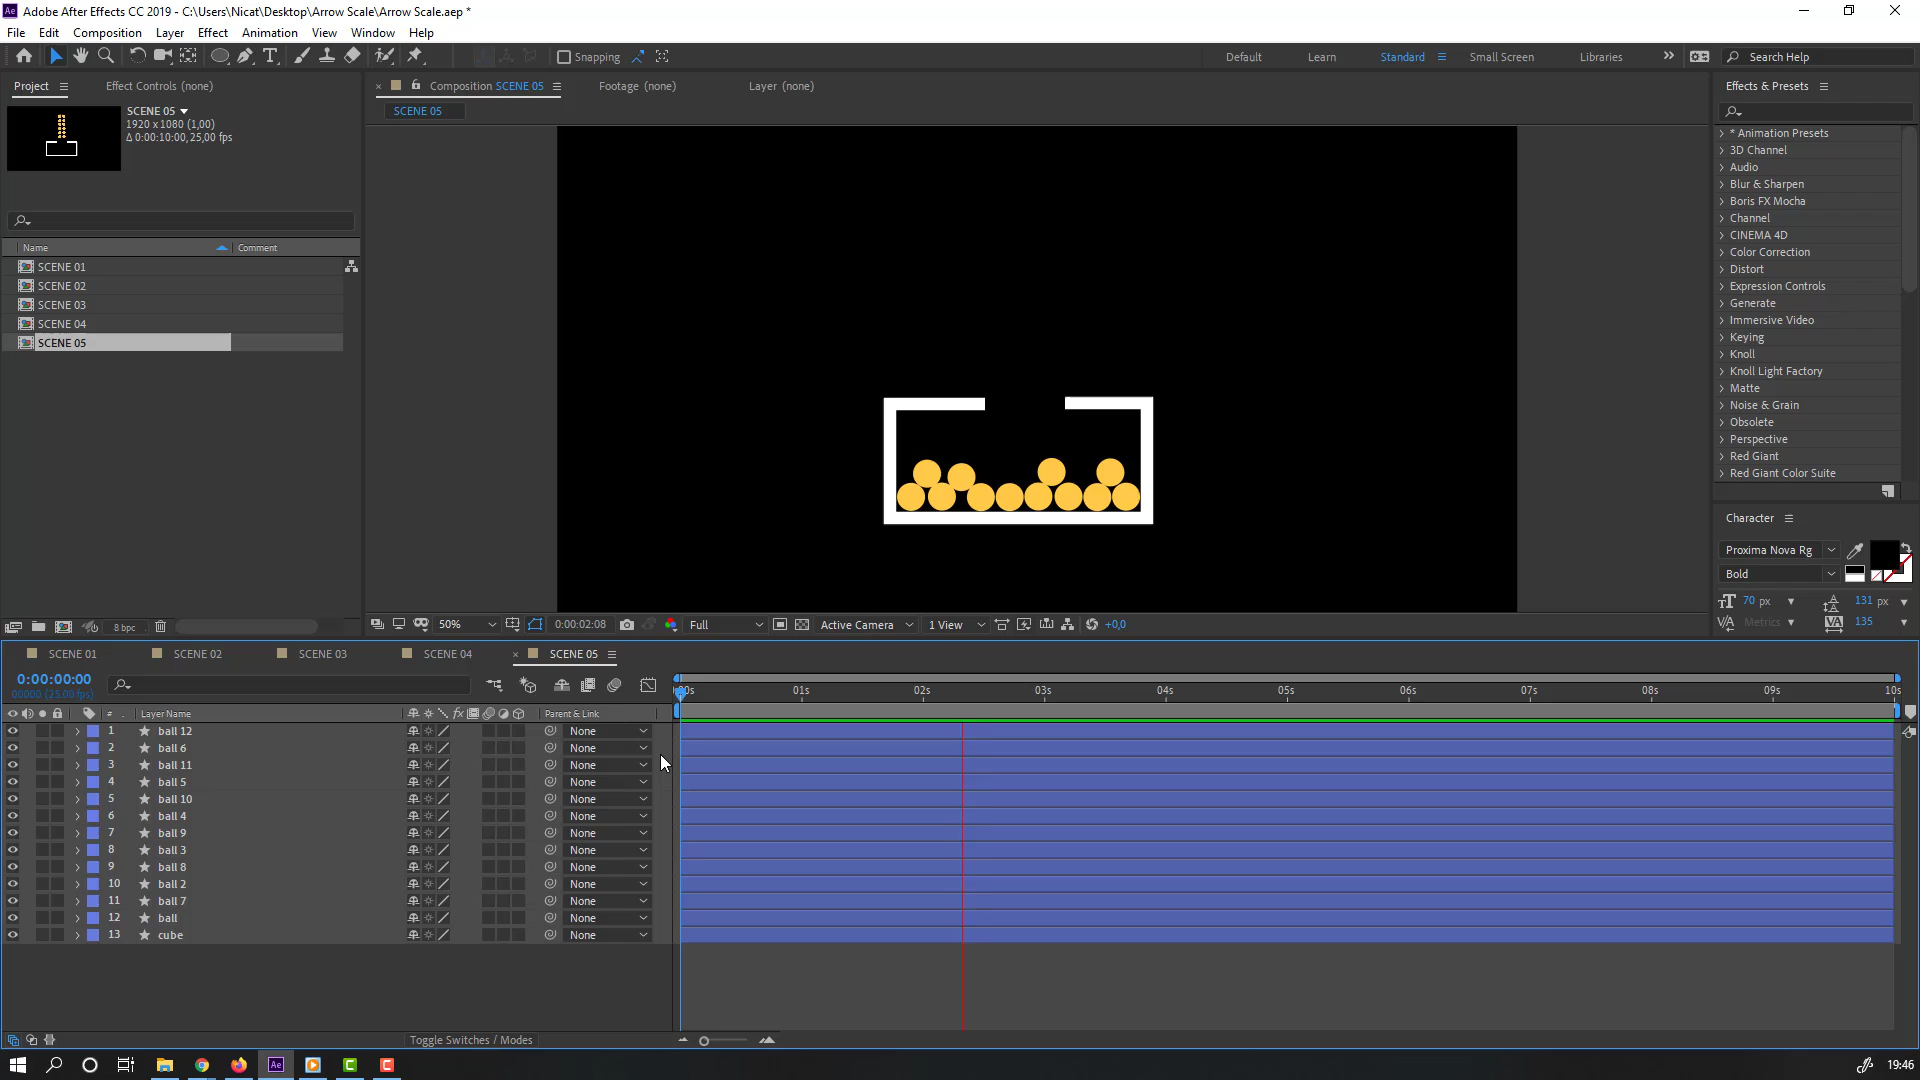 Adobe After Effects CC 2019 - C:\Users\Nicat\Desktop\Arrow Scale\Arrow Scale.aep *
File Edit Composition Layer Effect Animation View Window Help
Snapping
Default Learn Standard Small Screen Libraries Search Help
Project Effect Controls (none)
Composition SCENE 05 Footage (none) Layer (none)
Effects & Presets
SCENE 05
1920 x 1080 (1,00)
Δ 0:00:10:00, 25,00 fps
SCENE 05
Name Comment
SCENE 01
SCENE 02
SCENE 03
SCENE 04
SCENE 05
* Animation Presets
3D Channel
Audio
Blur & Sharpen
Boris FX Mocha
Channel
CINEMA 4D
Color Correction
Distort
Expression Controls
Generate
Immersive Video
Keying
Knoll
Knoll Light Factory
Matte
Noise & Grain
Obsolete
Perspective
Red Giant
Red Giant Color Suite
Character
Proxima Nova Rg
Bold
70 px 131 px
Metrics 135
8 bpc
50% 0:00:02:08 Full Active Camera 1 View +0,0
SCENE 01 SCENE 02 SCENE 03 SCENE 04 SCENE 05
0:00:00:00
00000 (25.00 fps)
01s 02s 03s 04s 05s 06s 07s 08s 09s 10s
# Layer Name fx Parent & Link
1 ball 12 None
2 ball 6 None
3 ball 11 None
4 ball 5 None
5 ball 10 None
6 ball 4 None
7 ball 9 None
8 ball 3 None
9 ball 8 None
10 ball 2 None
11 ball 7 None
12 ball None
13 cube None
Toggle Switches / Modes
Ae
19:46